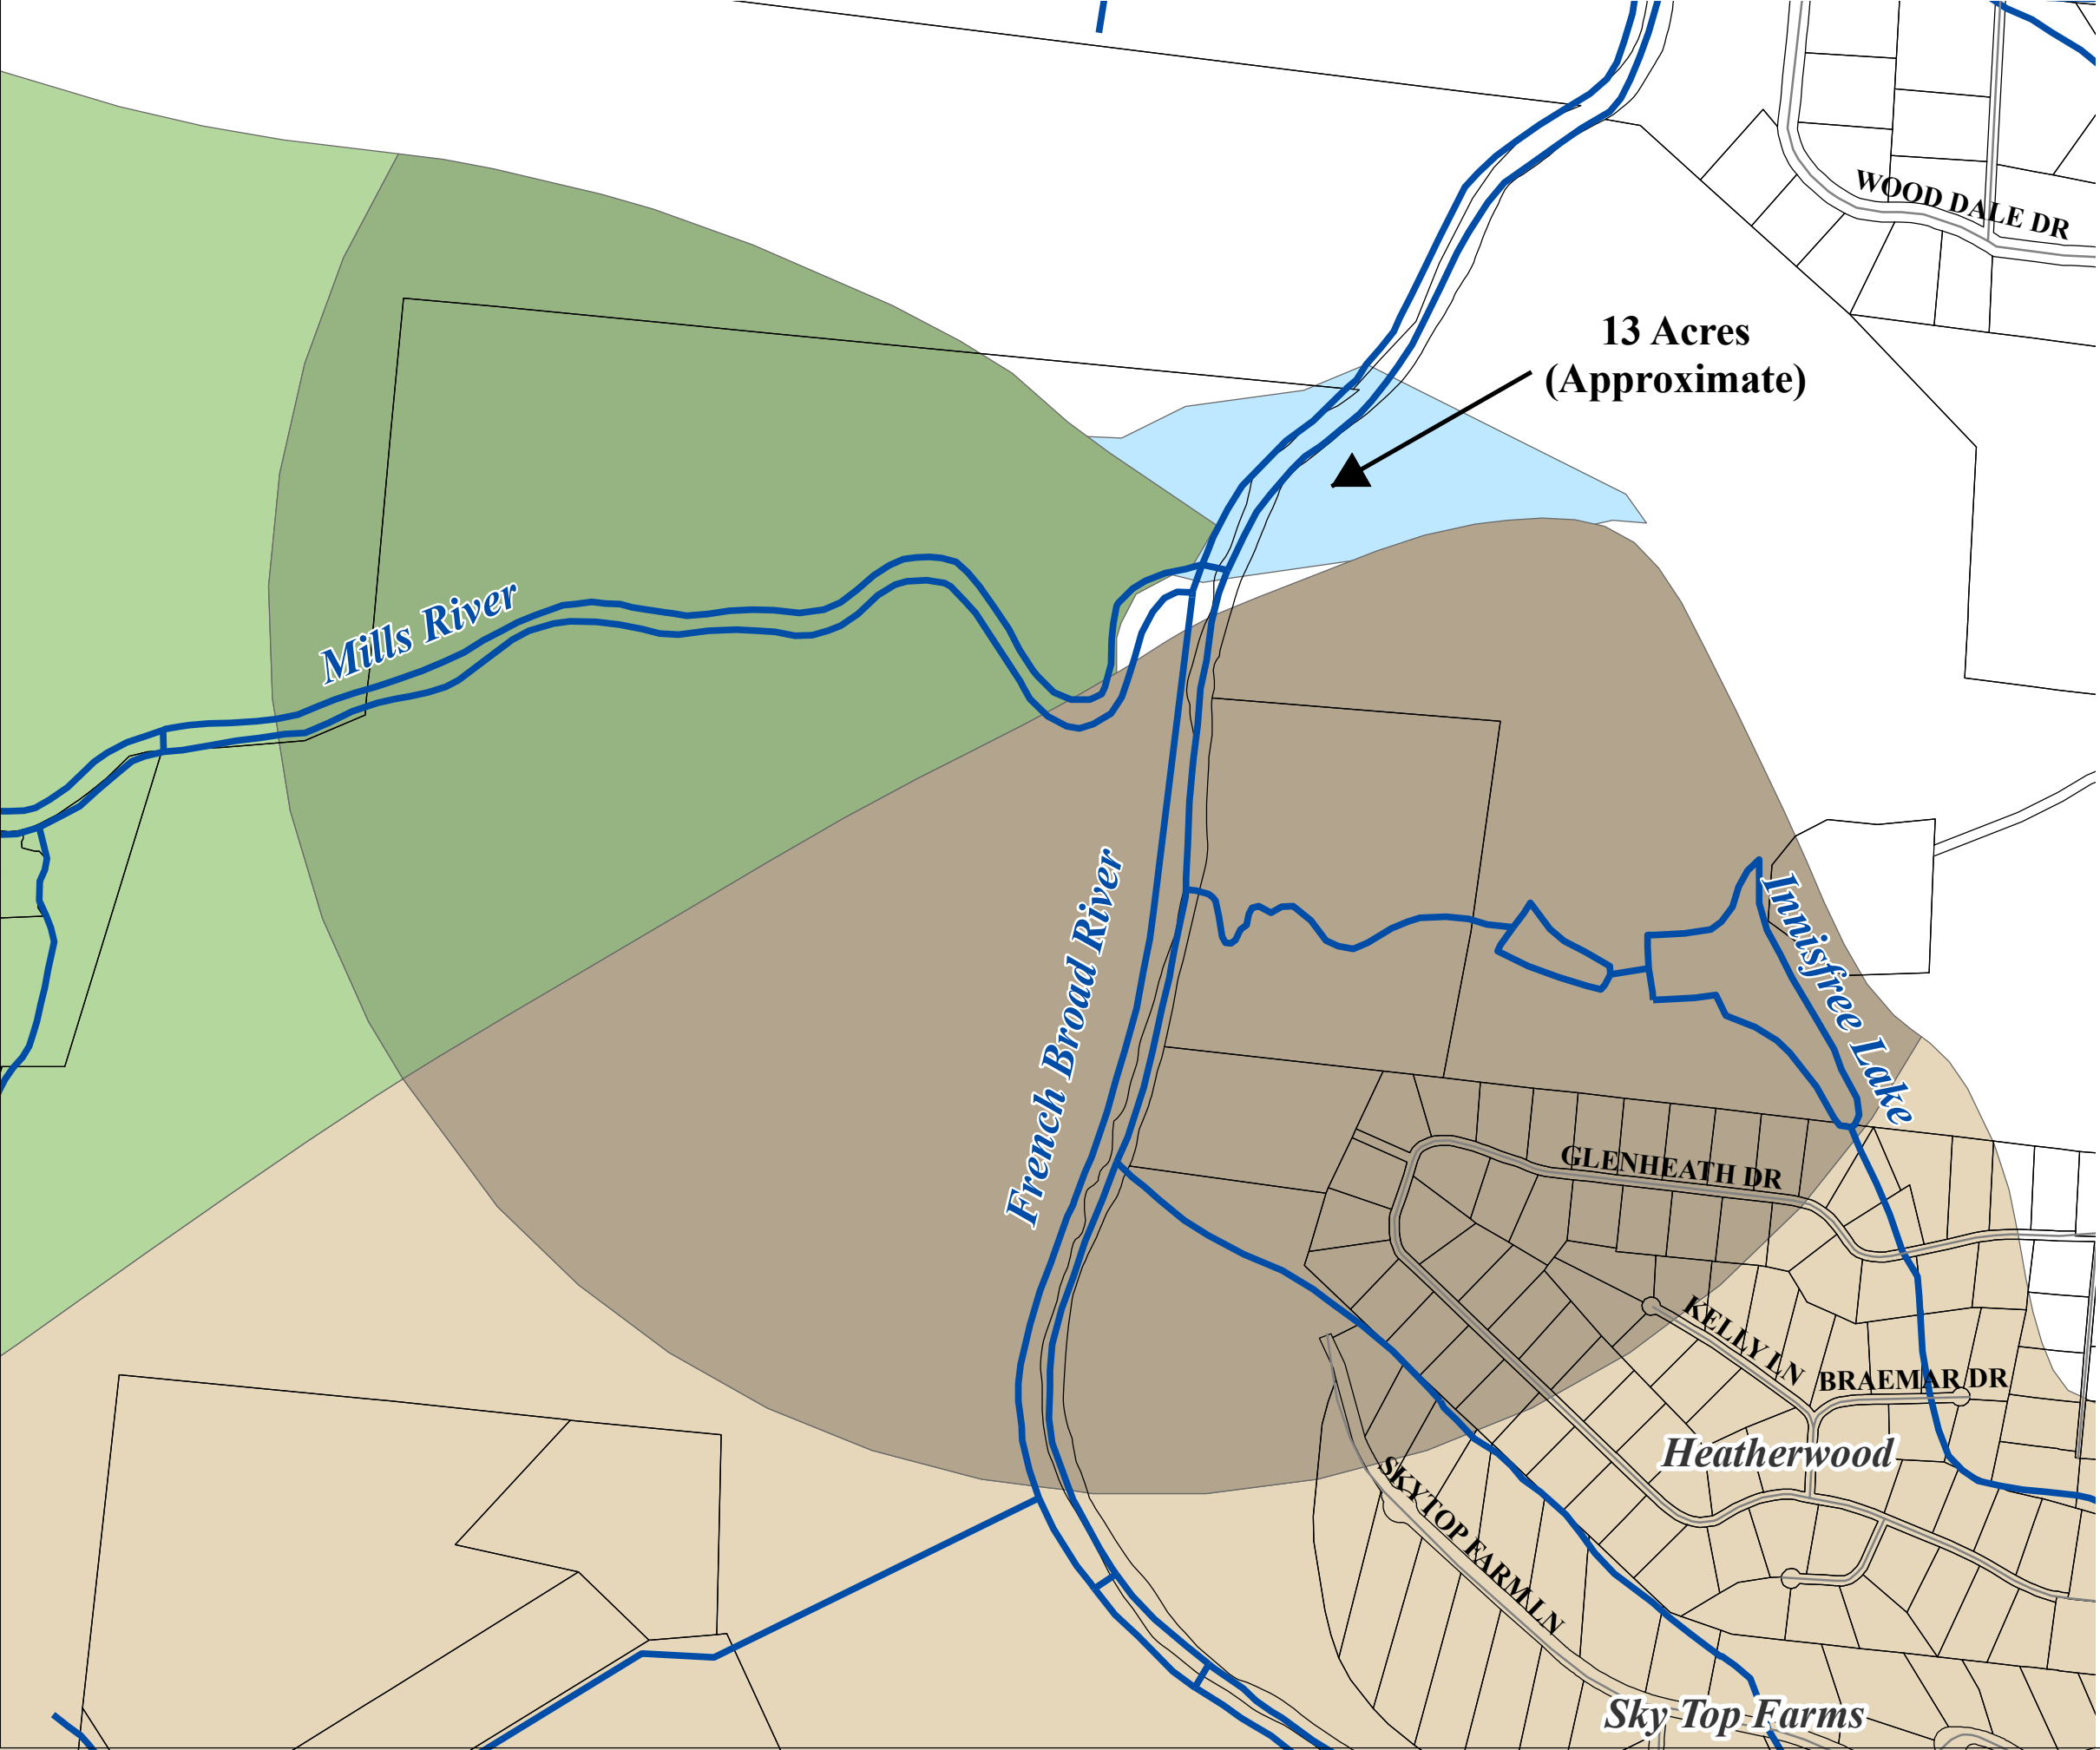 WOOD DALE DR
13 Acres
(Approximate)
Mills River
French Broad River
Innisfree Lake
GLENHEATH DR
KELLY LN
BRAEMAR DR
Heatherwood
SKYTOP FARM LN
Sky Top Farms